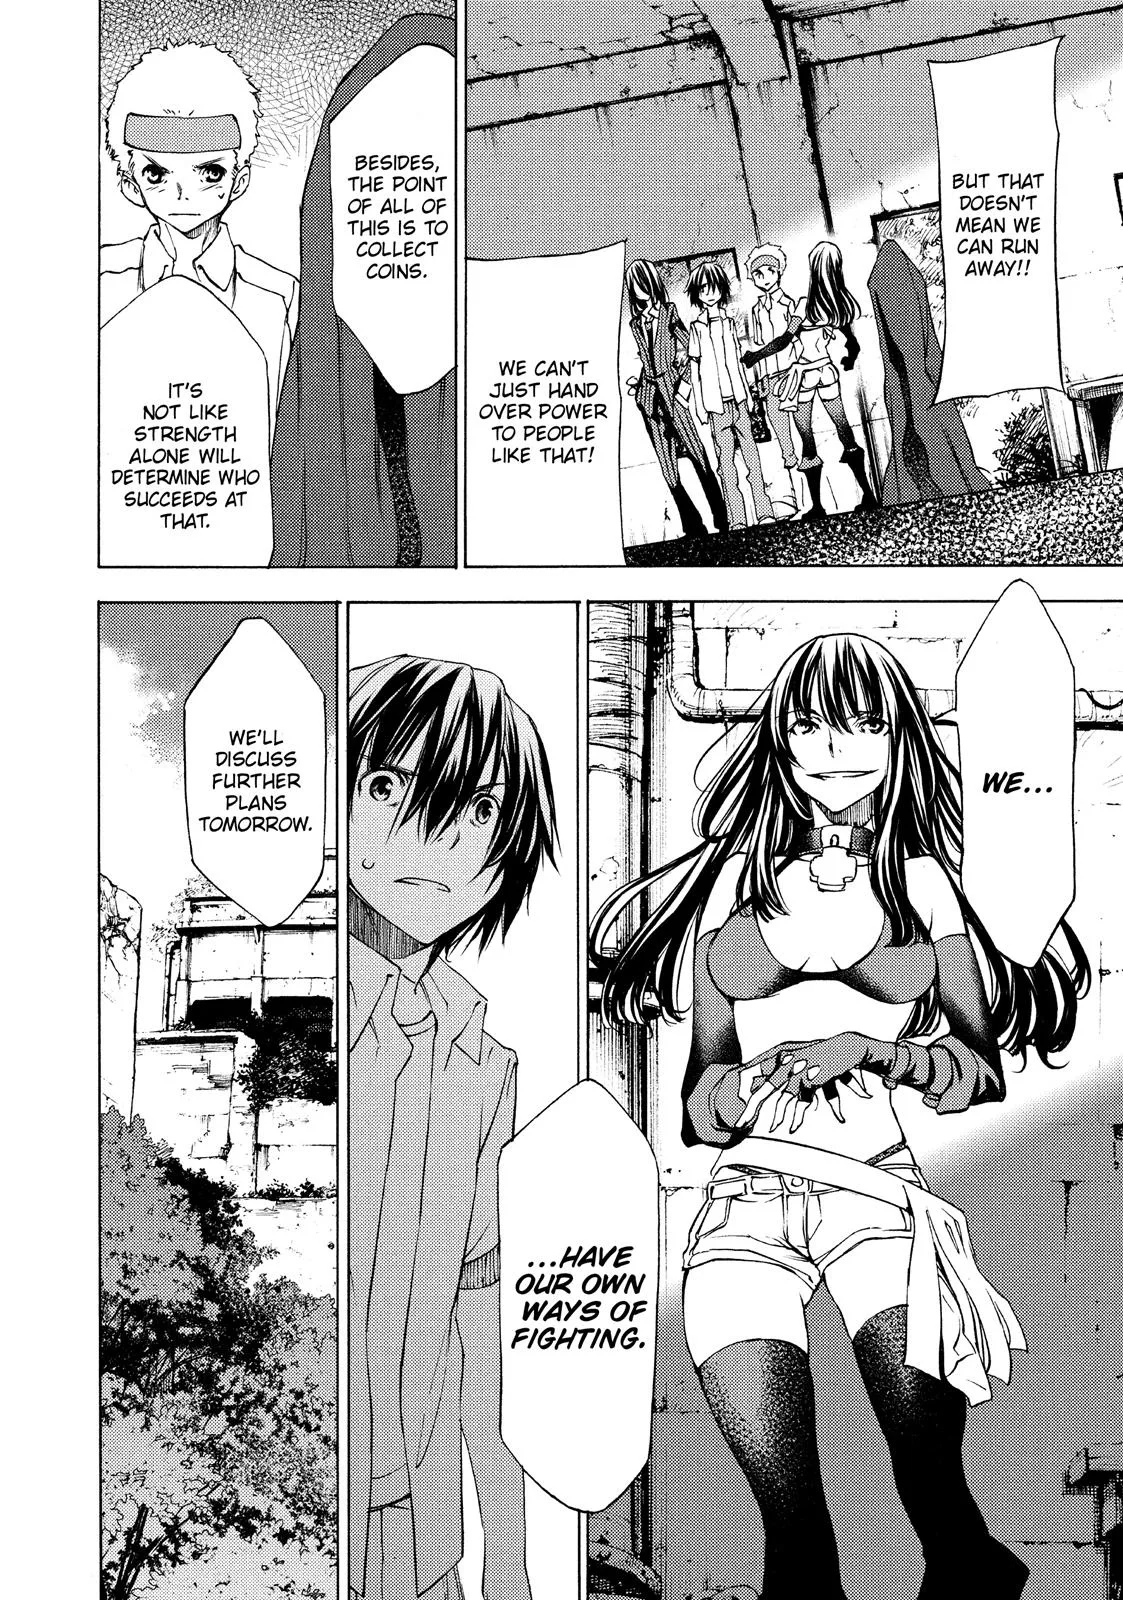 BUT THAT
DOESN'T
MEAN WE
CAN RUN
AWAY!!
WE CAN'T
JUST HAND
OVER POWER
TO PEOPLE
LIKE THAT!
BESIDES,
THE POINT
OF ALL OF
THIS IS TO
COLLECT
COINS.
IT'S
NOT LIKE
STRENGTH
ALONE WILL
DETERMINE WHO
SUCCEEDS AT
THAT.
WE...
...HAVE
OUR OWN
WAYS OF
FIGHTING.
WE'LL
DISCUSS
FURTHER
PLANS
TOMORROW.